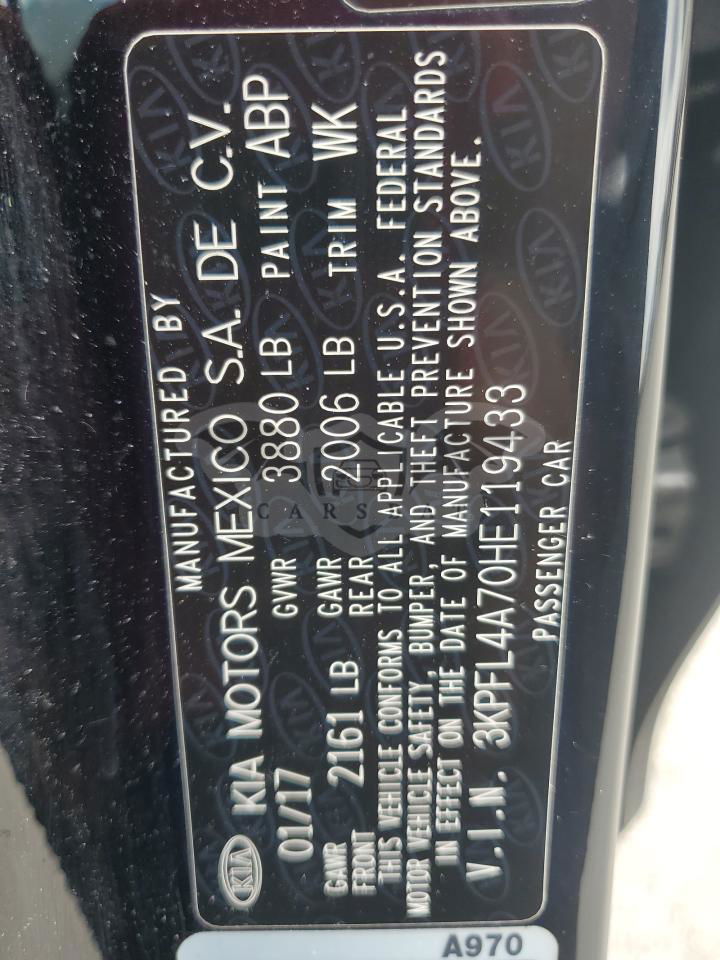 MANUFACTURED BY
KIA KIA MOTORS MEXICO S.A. DE C.V.
01/17 GVWR 3880 LB PAINT ABP
GAWR FRONT 2161 LB GAWR REAR 2006 LB TRIM WK
THIS VEHICLE CONFORMS TO ALL APPLICABLE U.S.A. FEDERAL
MOTOR VEHICLE SAFETY, BUMPER, AND THEFT PREVENTION STANDARDS
IN EFFECT ON THE DATE OF MANUFACTURE SHOWN ABOVE.
V.I.N. 3KPFL4A70HE119433
PASSENGER CAR
A970
CARS